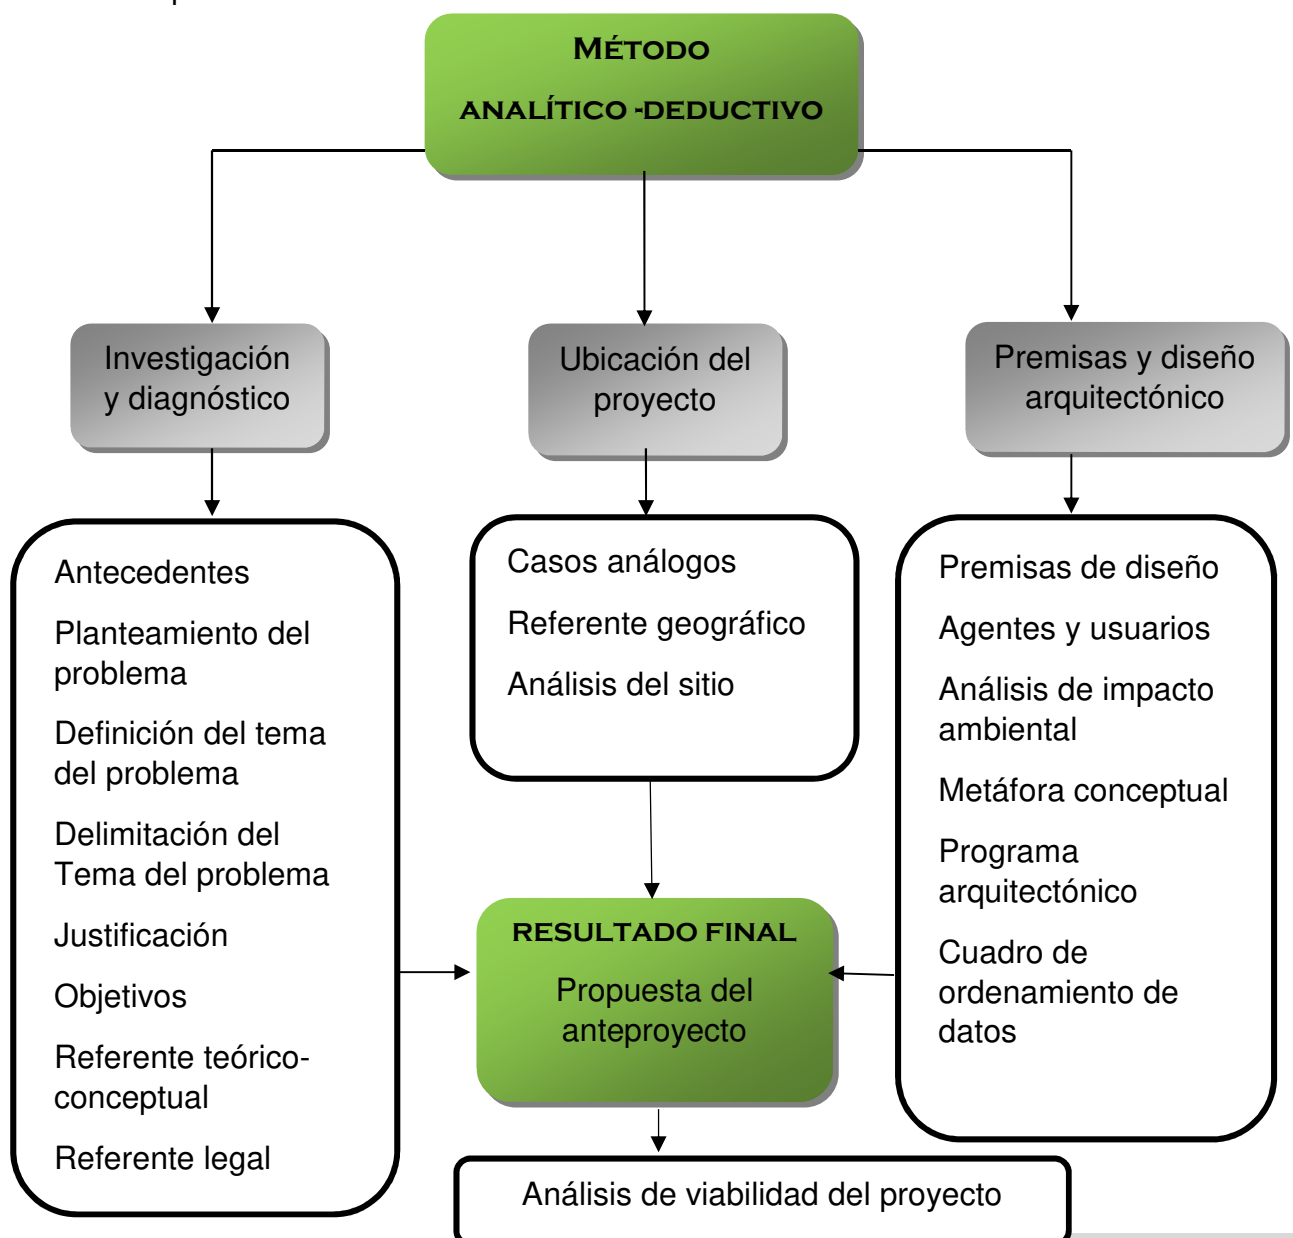 MÉTODO
ANALÍTICO -DEDUCTIVO
Investigación
y diagnóstico
Ubicación del
proyecto
Premisas y diseño
arquitectónico
Antecedentes
Planteamiento del
problema
Definición del tema
del problema
Delimitación del
Tema del problema
Justificación
Objetivos
Referente teórico-
conceptual
Referente legal
Casos análogos
Referente geográfico
Análisis del sitio
Premisas de diseño
Agentes y usuarios
Análisis de impacto
ambiental
Metáfora conceptual
Programa
arquitectónico
Cuadro de
ordenamiento de
datos
RESULTADO FINAL
Propuesta del
anteproyecto
Análisis de viabilidad del proyecto